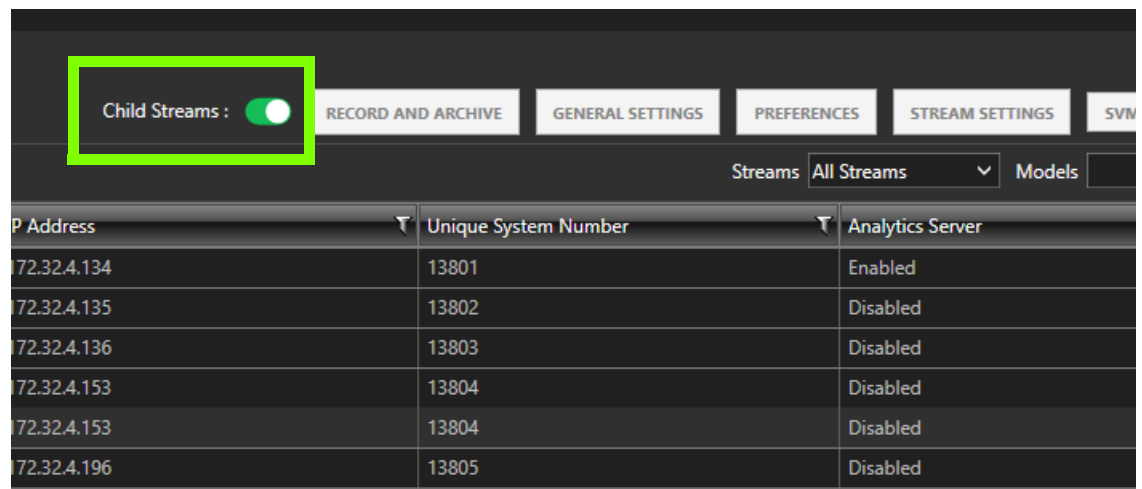 Child Streams :
RECORD AND ARCHIVE
GENERAL SETTINGS
PREFERENCES
STREAM SETTINGS
SVM
Streams All Streams Models
P Address Unique System Number Analytics Server
172.32.4.134 13801 Enabled
172.32.4.135 13802 Disabled
172.32.4.136 13803 Disabled
172.32.4.153 13804 Disabled
172.32.4.153 13804 Disabled
172.32.4.196 13805 Disabled